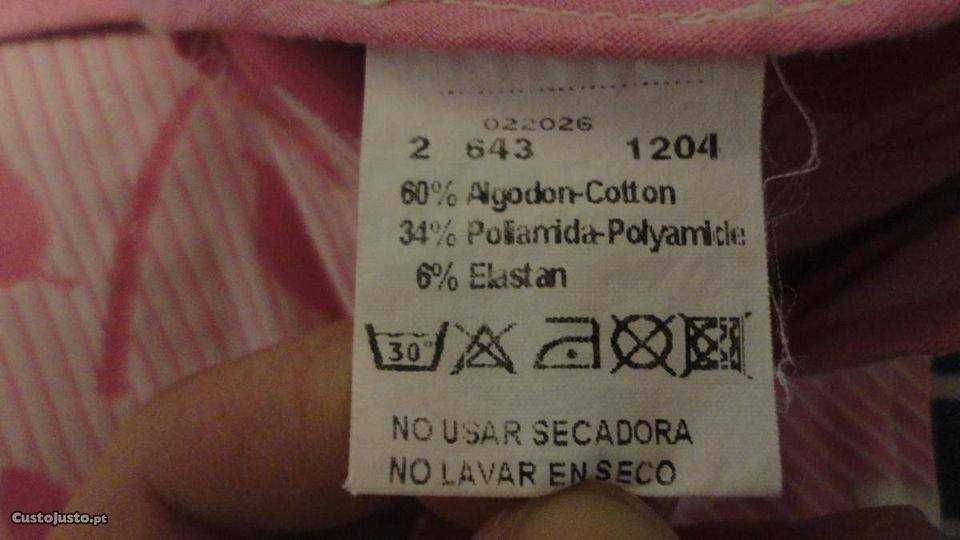 022026
2 643 1204
60% Algodon-Cotton
34% Poliamida-Polyamide
6% Elastan
30°
NO USAR SECADORA
NO LAVAR EN SECO
CustoJusto.pt